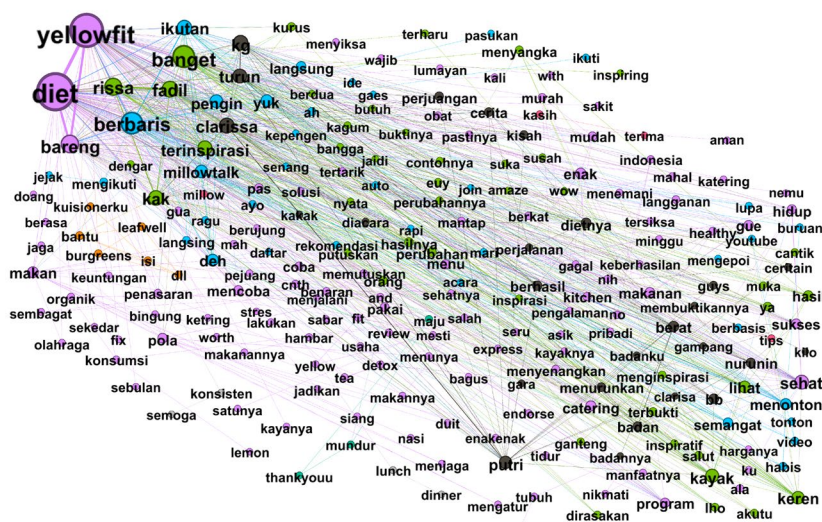 yellowfit
ikutan
kg
kurus
menyiksa
terharu
pasukan
banget
wajib
menyangka
ikuti
turun
langsung
lumayan
kali
with
inspiring
diet
rissa
fadil
ide
berdua
gaes
perjuangan
murah
sakit
pengin
yuk
ah
butuh
obat
cerita
kasih
berbaris
clarissa
kepengen
kagum
buktinya
pastinya
kisah
mudah
terima
aman
bareng
terinspirasi
bangga
jadi
contohnya
suka
susah
indonesia
dengar
millowtalk
senang
tertarik
euy
enak
mahal
katering
jejak
mengikuti
millow
pas
solusi
auto
join
amaze
wow
menemani
nemu
doang
kak
nyata
perubahannya
langganan
lupa
hidup
kuisionerku
gua
ayo
kakak
berkat
dietnya
tersiksa
gue
buruan
berasa
leafwell
ragu
diacara
rapi
mantap
minggu
healthy
youtube
bantu
langsing
mah
berujung
rekomendasi
hasilnya
perjalanan
cantik
jaga
burgreens
isi
deh
daftar
putuskan
perubahan
mari
gagal
keberhasilan
mengepoi
ceritain
makan
keuntungan
dll
pejuang
coba
memutuskan
menu
nih
guys
muka
hasi
organik
penasaran
mencoba
cnth
benaran
orang
acara
berhasil
kitchen
makanan
ya
sembagat
bingung
ketring
stres
menjalani
and
sehatnya
inspirasi
pengalaman
no
membuktikannya
sekedar
lakukan
sabar
fit
pakai
maju
salah
berat
berbasis
sukses
olahraga
fix
pola
worth
hambar
review
mesti
seru
asik
pribadi
gampang
tips
kilo
konsumsi
makanannya
usaha
express
kayaknya
badanku
nurunin
yellow
detox
menunya
menyenangkan
menginspirasi
lihat
sehat
sebulan
konsisten
tea
jadikan
makannya
bagus
gara
menurunkan
clarisa
bb
menonton
semoga
satunya
siang
duit
endorse
catering
terbukti
semangat
tonton
kayanya
mundur
nasi
enakenak
badan
ganteng
inspiratif
harganya
video
lemon
thankyouu
lunch
menjaga
putri
tidur
badannya
salut
ku
habis
dinner
tubuh
nikmati
manfaatnya
kayak
ala
keren
mengatur
dirasakan
program
lho
akutu